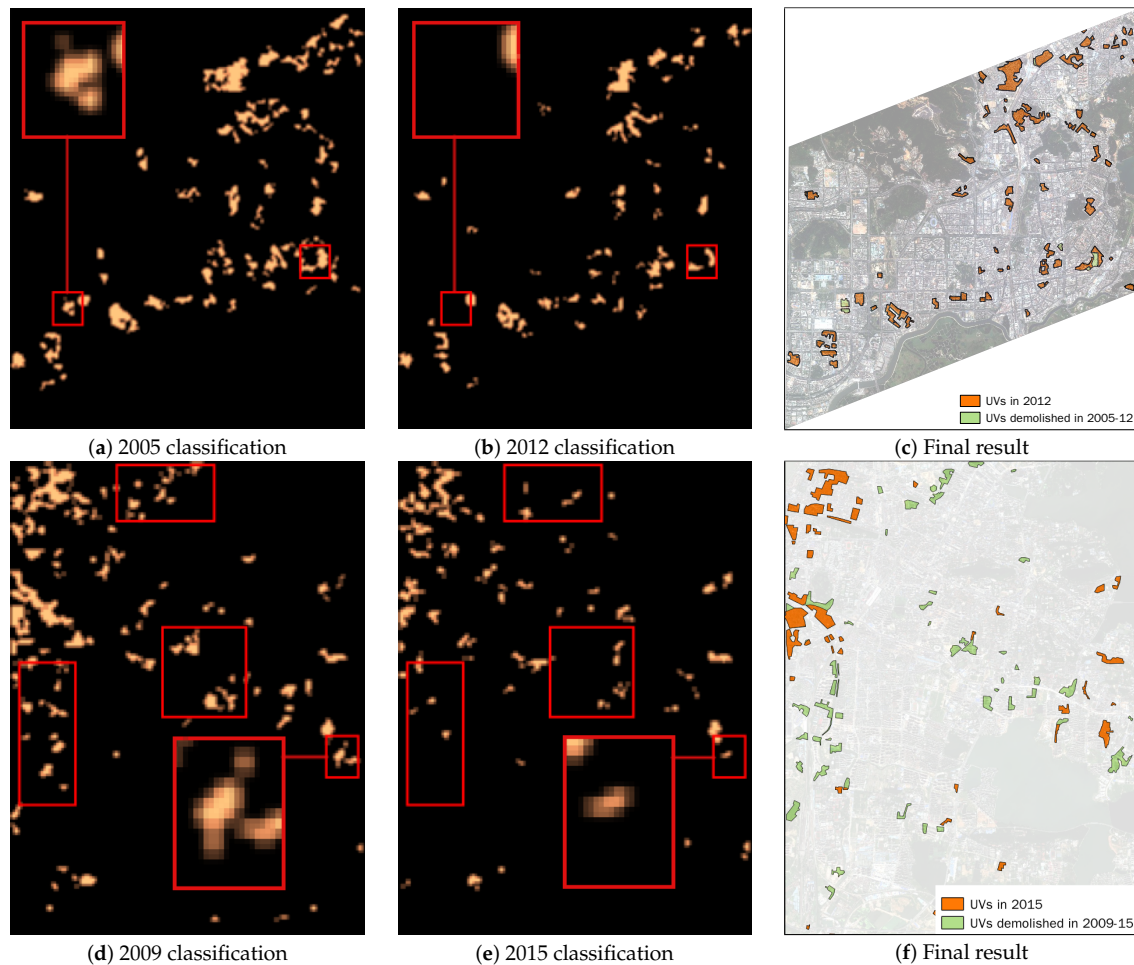 UVs in 2012
UVs demolished in 2005-12
(a) 2005 classification
(b) 2012 classification
(c) Final result
UVs in 2015
UVs demolished in 2009-15
(d) 2009 classification
(e) 2015 classification
(f) Final result